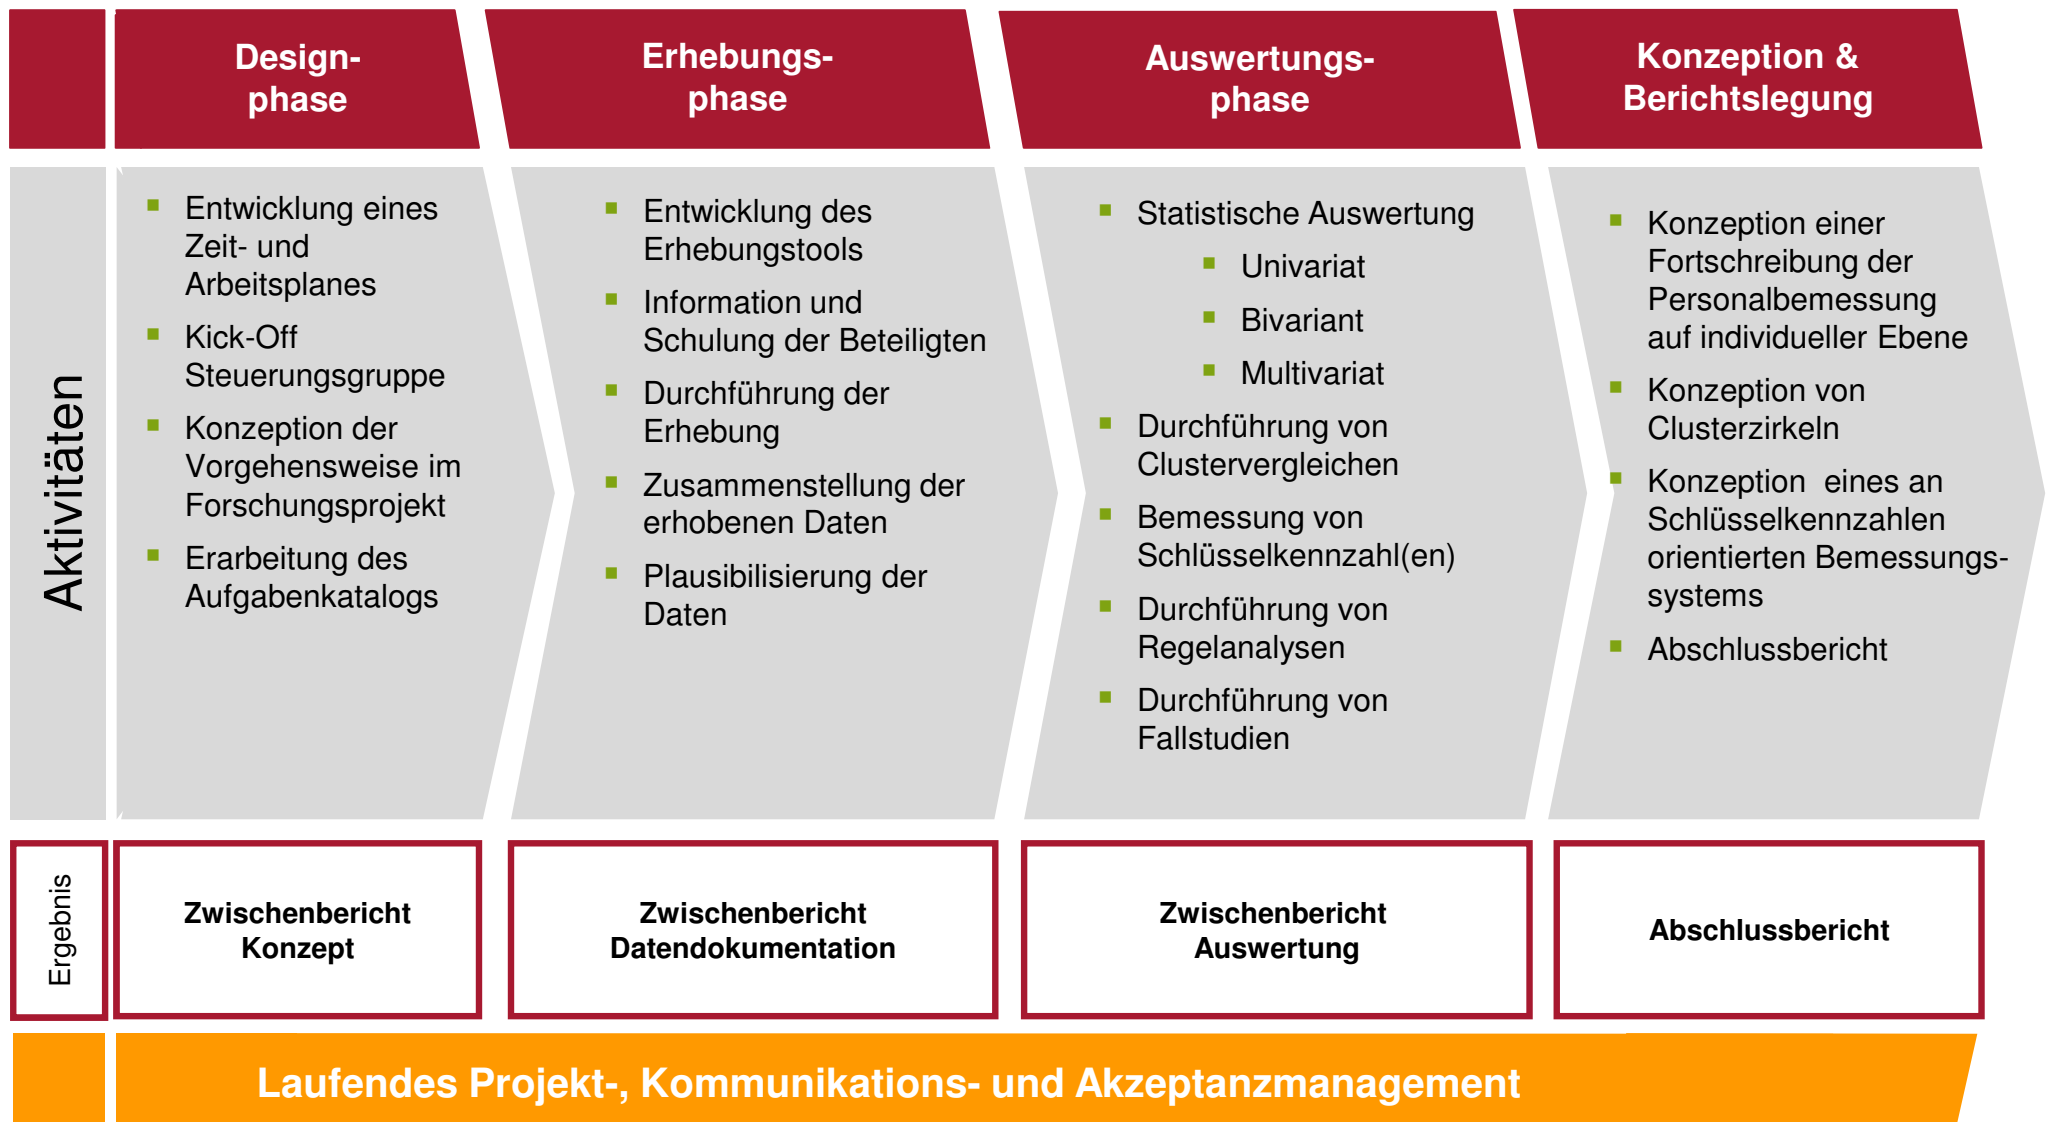 Design-
phase
Erhebungs-
phase
Auswertungs-
phase
Konzeption &
Berichtslegung
Aktivitäten
Entwicklung eines
Zeit- und
Arbeitsplanes
Kick-Off
Steuerungsgruppe
Konzeption der
Vorgehensweise im
Forschungsprojekt
Erarbeitung des
Aufgabenkatalogs
Entwicklung des
Erhebungstools
Information und
Schulung der Beteiligten
Durchführung der
Erhebung
Zusammenstellung der
erhobenen Daten
Plausibilisierung der
Daten
Statistische Auswertung
Univariat
Bivariant
Multivariat
Durchführung von
Clustervergleichen
Bemessung von
Schlüsselkennzahl(en)
Durchführung von
Regelanalysen
Durchführung von
Fallstudien
Konzeption einer
Fortschreibung der
Personalbemessung
auf individueller Ebene
Konzeption von
Clusterzirkeln
Konzeption  eines an
Schlüsselkennzahlen
orientierten Bemessungs-
systems
Abschlussbericht
Ergebnis
Zwischenbericht
Konzept
Zwischenbericht
Datendokumentation
Zwischenbericht
Auswertung
Abschlussbericht
Laufendes Projekt-, Kommunikations- und Akzeptanzmanagement